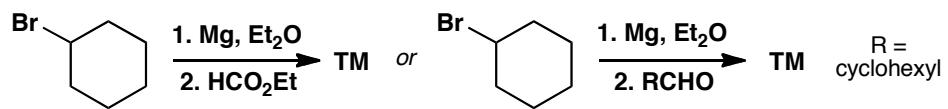 Br
1. Mg, Et₂O
2. HCO₂Et
TM
or
Br
1. Mg, Et₂O
2. RCHO
TM
R =
cyclohexyl